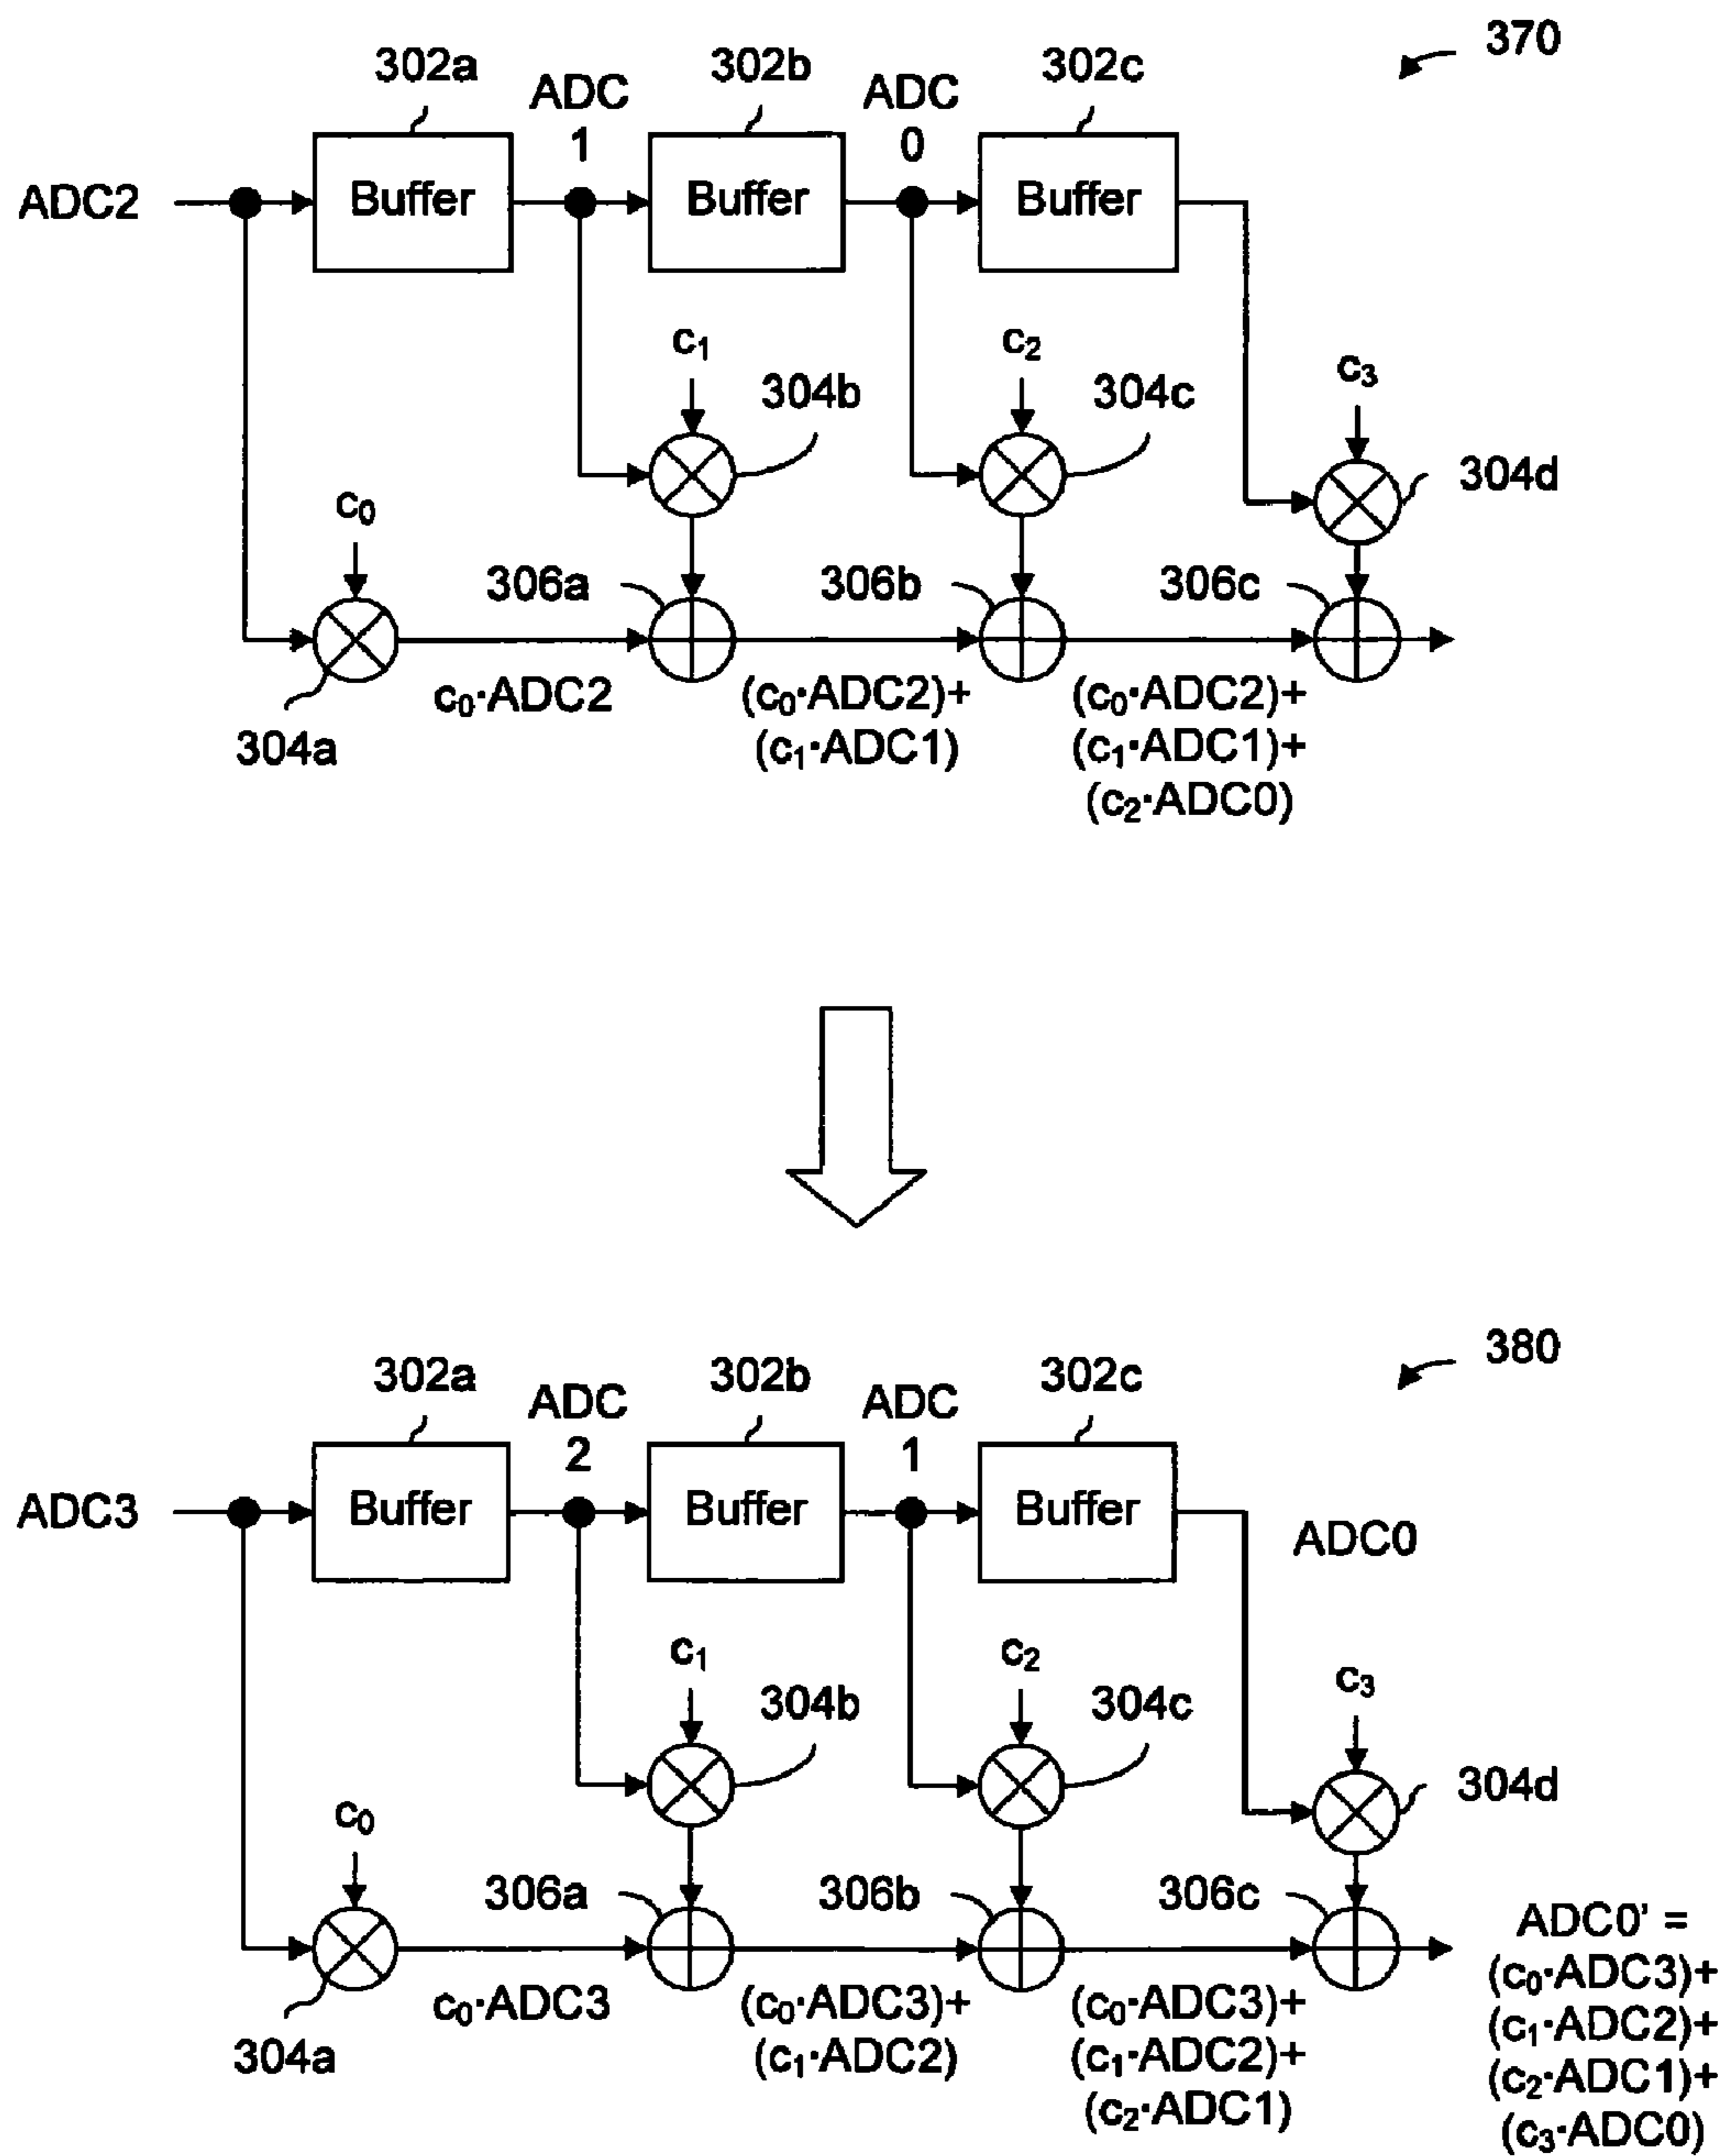 370
302a
302b
302c
ADC
1
ADC
0
ADC2
Buffer
Buffer
Buffer
c₁
c₂
c₃
304b
304c
304d
c₀
306a
306b
306c
304a
c₀·ADC2
(c₀·ADC2)+
(c₁·ADC1)
(c₀·ADC2)+
(c₁·ADC1)+
(c₂·ADC0)
380
302a
302b
302c
ADC
2
ADC
1
ADC3
Buffer
Buffer
Buffer
ADC0
c₁
c₂
c₃
304b
304c
304d
c₀
306a
306b
306c
304a
c₀·ADC3
(c₀·ADC3)+
(c₁·ADC2)
(c₀·ADC3)+
(c₁·ADC2)+
(c₂·ADC1)
ADC0' =
(c₀·ADC3)+
(c₁·ADC2)+
(c₂·ADC1)+
(c₃·ADC0)